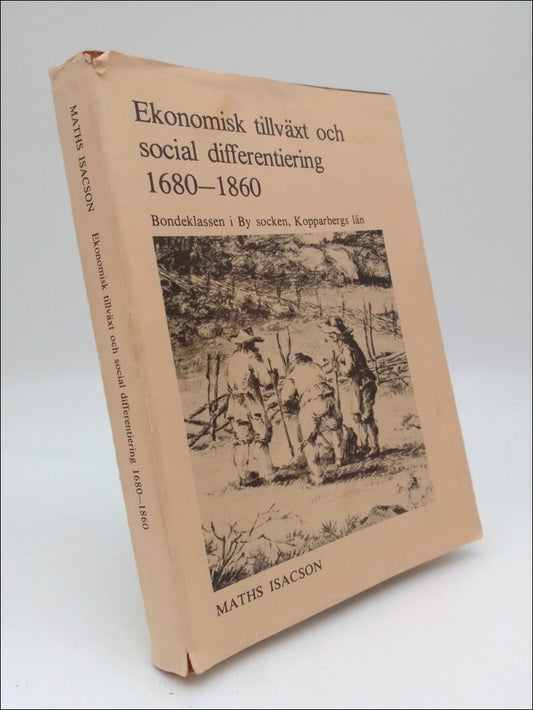 Ekonomisk tillväxt och
social differentiering
1680–1860
Bondeklassen i By socken, Kopparbergs län
MATHS ISACSON
MATHS ISACSON Ekonomisk tillväxt och social differentiering 1680–1860